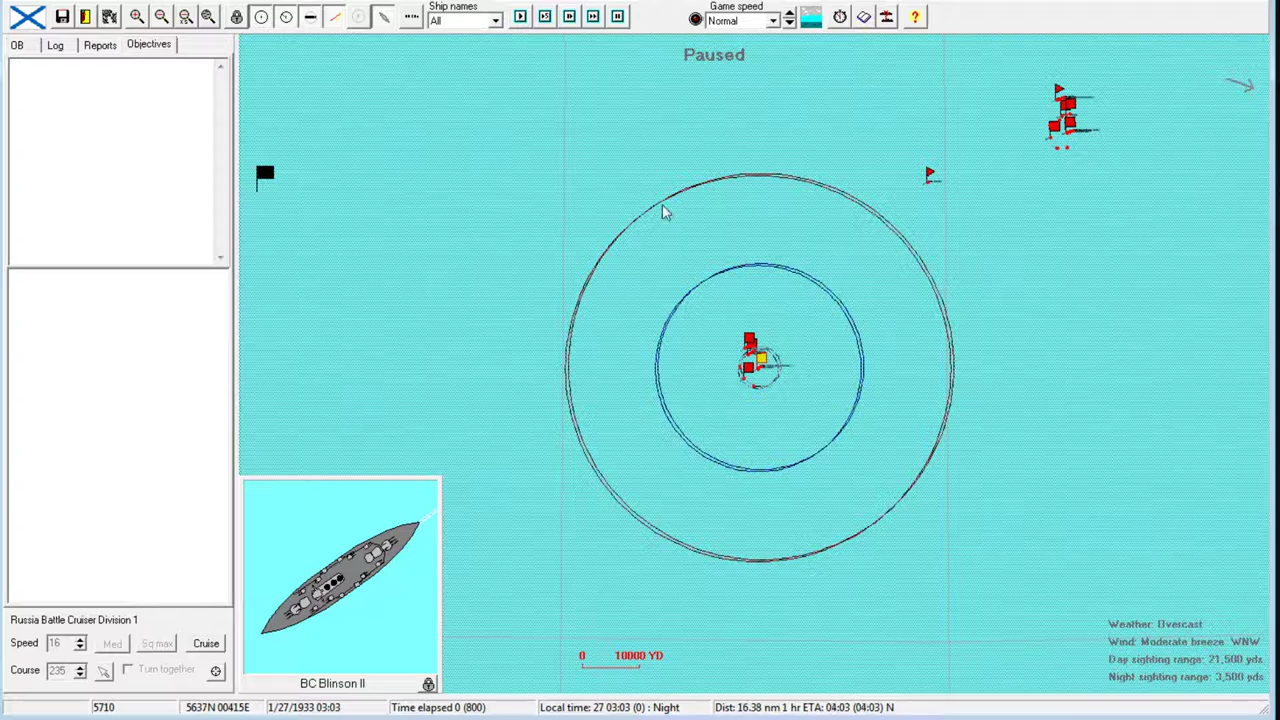 Ship names
All
Game speed
Normal
OB Log Reports Objectives
Paused
Russia Battle Cruiser Division 1
Speed 16 Med Sq max Cruise
Course 235 Turn together
BC Blinson II
0 10000 YD
Weather: Overcast
Wind: Moderate breeze WNW
Day sighting range: 21,500 yds
Night sighting range: 3,500 yds
5710 5637N 00415E 1/27/1933 03:03 Time elapsed 0 (800) Local time: 27 03:03 (0) : Night Dist: 16.38 nm 1 hr ETA: 04:03 (04:03) N